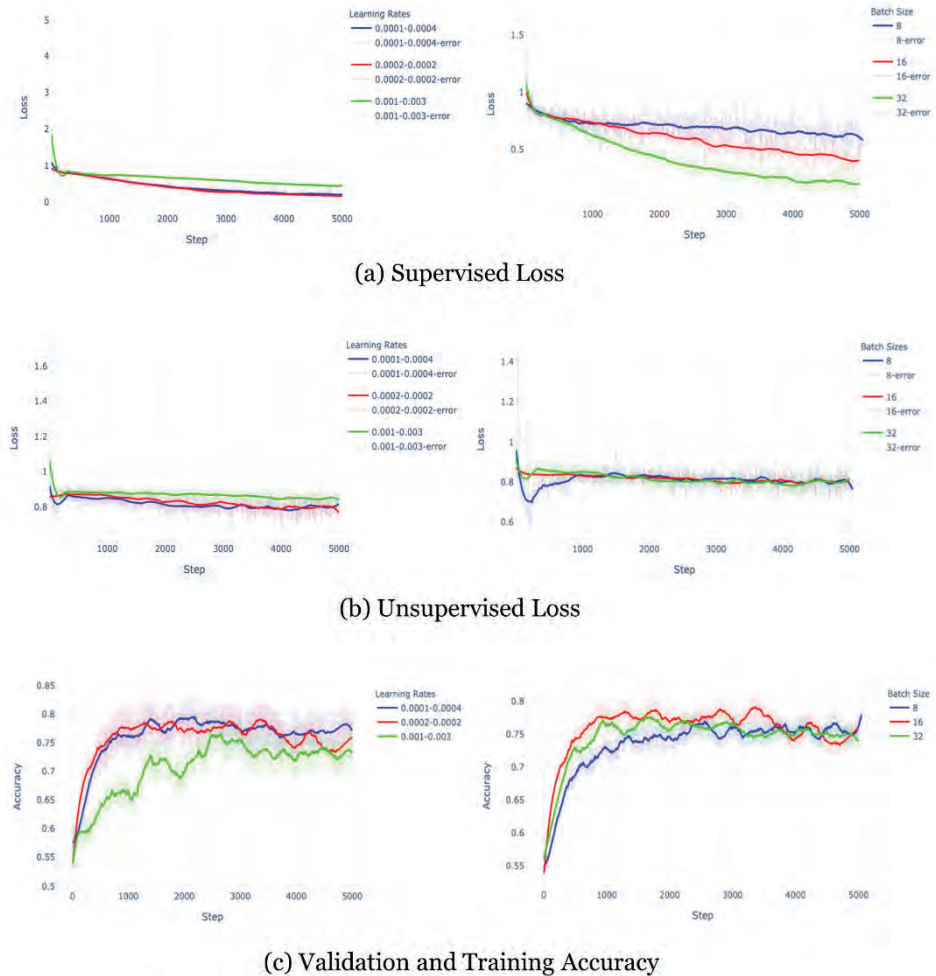 Learning Rates
0.0001-0.0004
0.0001-0.0004-error
0.0002-0.0002
0.0002-0.0002-error
0.001-0.003
0.001-0.003-error
5
4
3
2
1
0
Loss
1000 2000 3000 4000 5000
Step
Batch Size
8
8-error
16
16-error
32
32-error
1.5
1
0.5
Loss
1000 2000 3000 4000 5000
Step
(a) Supervised Loss
Learning Rates
0.0001-0.0004
0.0001-0.0004-error
0.0002-0.0002
0.0002-0.0002-error
0.001-0.003
0.001-0.003-error
1.6
1.4
1.2
1
0.8
Loss
1000 2000 3000 4000 5000
Step
Batch Sizes
8
8-error
16
16-error
32
32-error
1.4
1.2
1
0.8
0.6
Loss
1000 2000 3000 4000 5000
Step
(b) Unsupervised Loss
Learning Rates
0.0001-0.0004
0.0002-0.0002
0.001-0.003
0.85
0.8
0.75
0.7
0.65
0.6
0.55
0.5
Accuracy
0 1000 2000 3000 4000 5000
Step
Batch Size
8
16
32
0.8
0.75
0.7
0.65
0.6
0.55
Accuracy
0 1000 2000 3000 4000 5000
Step
(c) Validation and Training Accuracy